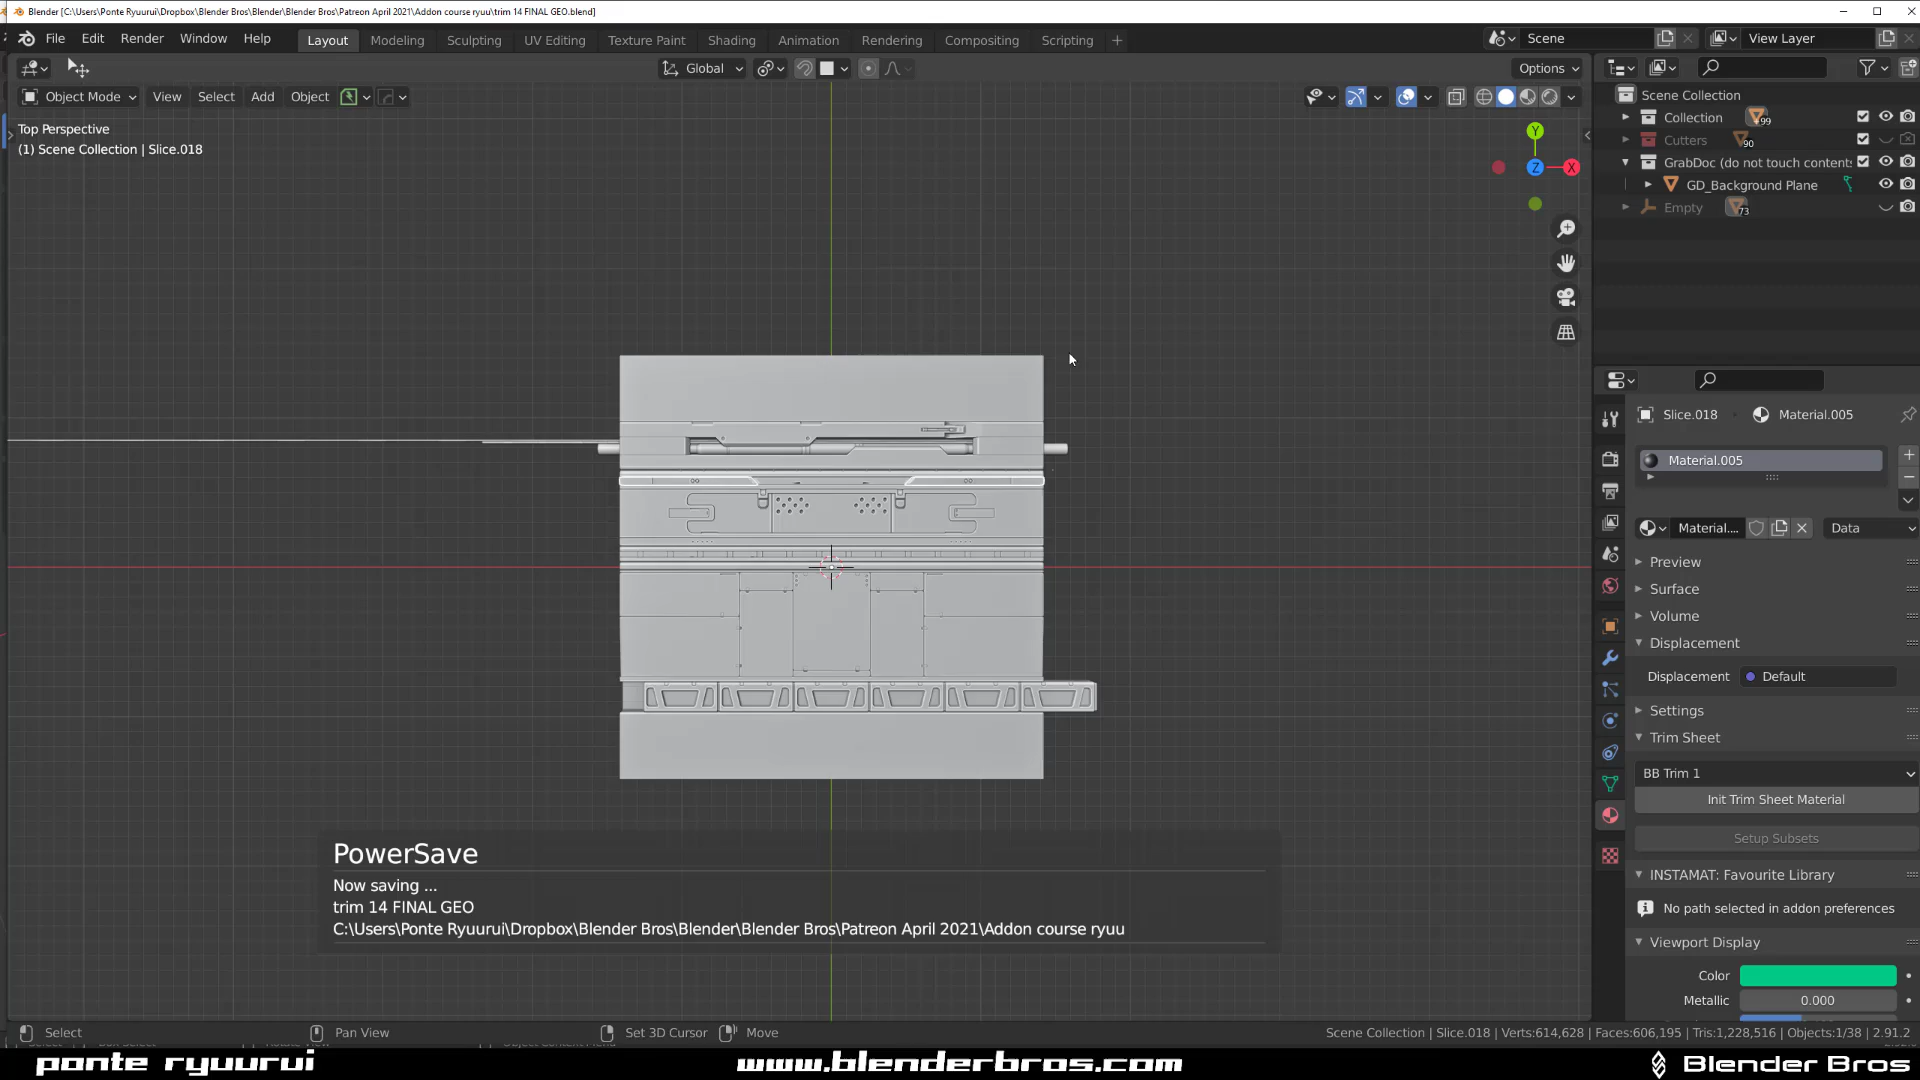 Blender [C:\Users\Ponte Ryuurui\Dropbox\Blender Bros\Blender\Blender Bros\Patreon April 2021\Addon course ryuu\trim 14 FINAL GEO.blend]
File Edit Render Window Help Layout Modeling Sculpting UV Editing Texture Paint Shading Animation Rendering Compositing Scripting + Scene View Layer
Global Options
Object Mode View Select Add Object
Top Perspective
(1) Scene Collection | Slice.018
Y
Z X
Scene Collection
Collection 99
Cutters 90
GrabDoc (do not touch contents
GD_Background Plane
Empty 73
Slice.018 Material.005
Material.005
Material.... Data
Preview
Surface
Volume
Displacement
Displacement Default
Settings
Trim Sheet
BB Trim 1
Init Trim Sheet Material
Setup Subsets
INSTAMAT: Favourite Library
No path selected in addon preferences
Viewport Display
Color
Metallic 0.000
PowerSave
Now saving ...
trim 14 FINAL GEO
C:\Users\Ponte Ryuurui\Dropbox\Blender Bros\Blender\Blender Bros\Patreon April 2021\Addon course ryuu
Select Pan View Set 3D Cursor Move Scene Collection | Slice.018 | Verts:614,628 | Faces:606,195 | Tris:1,228,516 | Objects:1/38 | 2.91.2
ponte ryuurui www.blenderbros.com Blender Bros